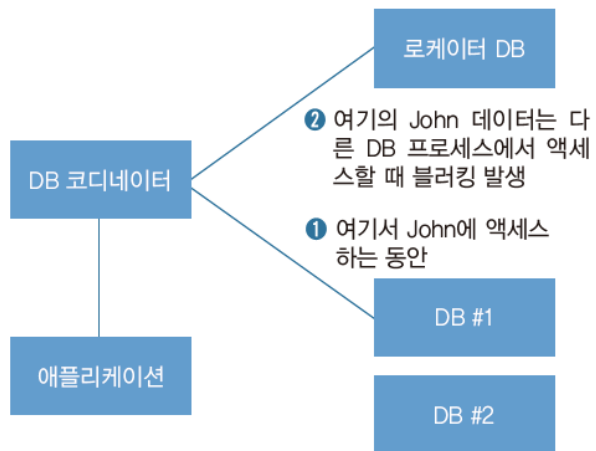 로케이터 DB
❷ 여기의 John 데이터는 다
른 DB 프로세스에서 액세
스할 때 블러킹 발생
DB 코디네이터
❶ 여기서 John에 액세스
하는 동안
DB #1
애플리케이션
DB #2